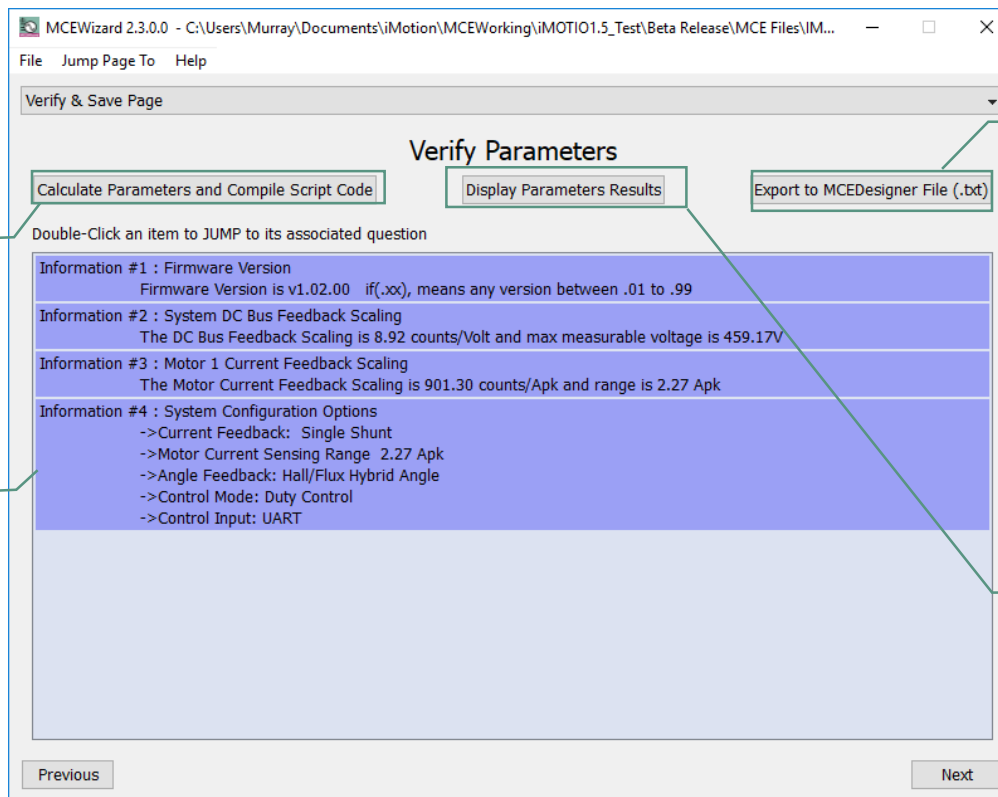 MCEWizard 2.3.0.0 - C:\Users\Murray\Documents\iMotion\MCEWorking\iMOTIO1.5_Test\Beta Release\MCE Files\IM...
File Jump Page To Help
Verify & Save Page
Verify Parameters
Calculate Parameters and Compile Script Code
Display Parameters Results
Export to MCEDesigner File (.txt)
Double-Click an item to JUMP to its associated question
Information #1 : Firmware Version
Firmware Version is v1.02.00 if(.xx), means any version between .01 to .99
Information #2 : System DC Bus Feedback Scaling
The DC Bus Feedback Scaling is 8.92 counts/Volt and max measurable voltage is 459.17V
Information #3 : Motor 1 Current Feedback Scaling
The Motor Current Feedback Scaling is 901.30 counts/Apk and range is 2.27 Apk
Information #4 : System Configuration Options
->Current Feedback: Single Shunt
->Motor Current Sensing Range 2.27 Apk
->Angle Feedback: Hall/Flux Hybrid Angle
->Control Mode: Duty Control
->Control Input: UART
Previous
Next